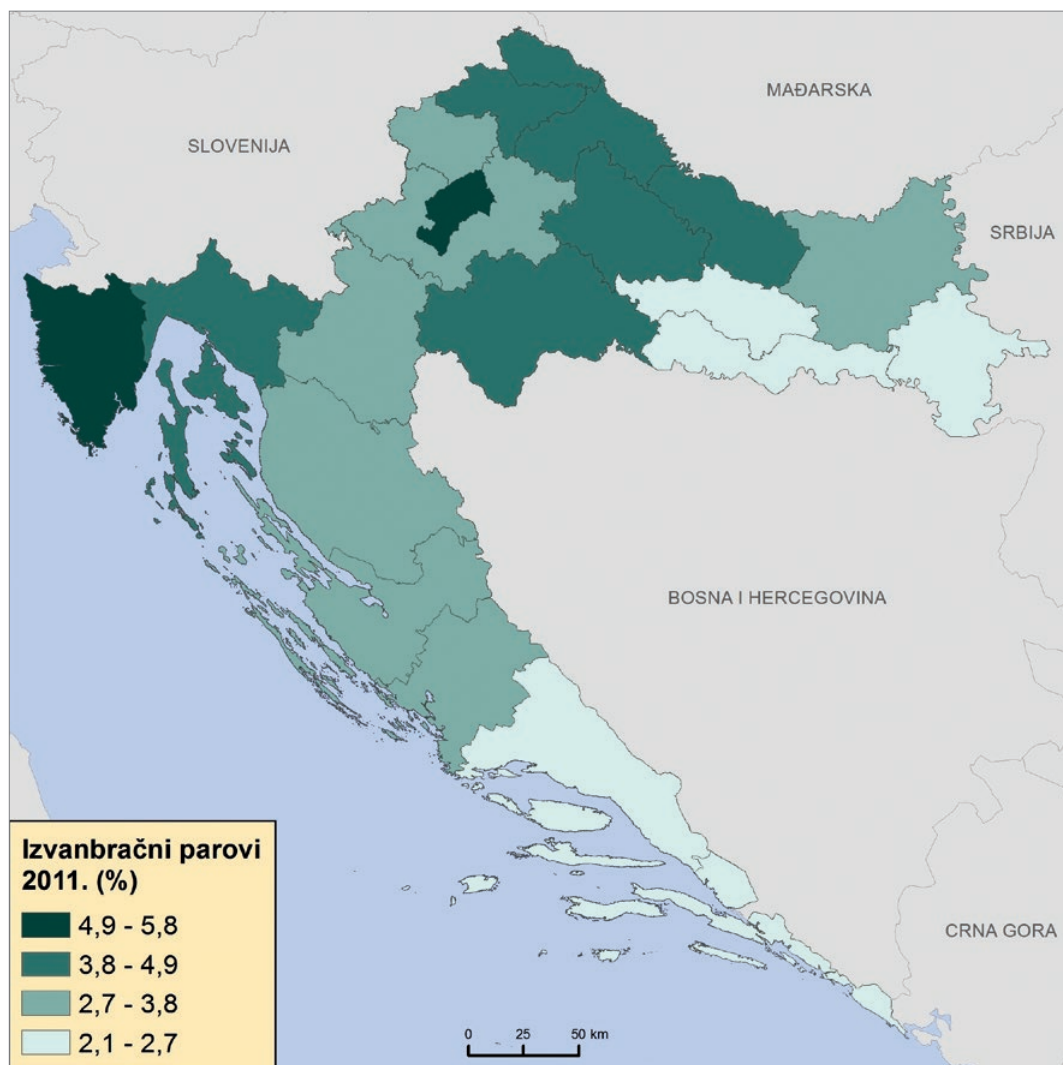 MAĐARSKA
SLOVENIJA
SRBIJA
BOSNA I HERCEGOVINA
CRNA GORA
Izvanbračni parovi
2011. (%)
4,9 - 5,8
3,8 - 4,9
2,7 - 3,8
2,1 - 2,7
0 25 50 km